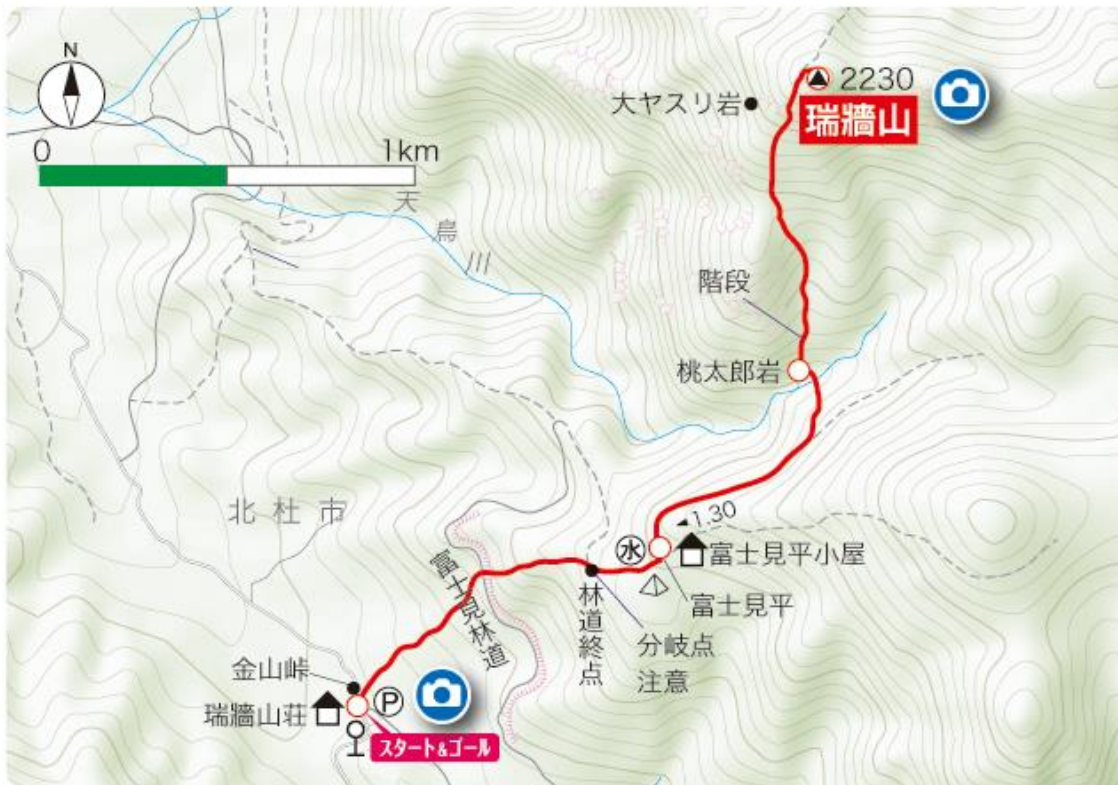 N
0
1km
2230
瑞牆山
大ヤスリ岩
天鳥川
階段
桃太郎岩
北杜市
1.30
水
富士見平小屋
富士見平
富士見林道
林道終点
分岐点
注意
金山峠
瑞牆山荘
P
スタート&ゴール